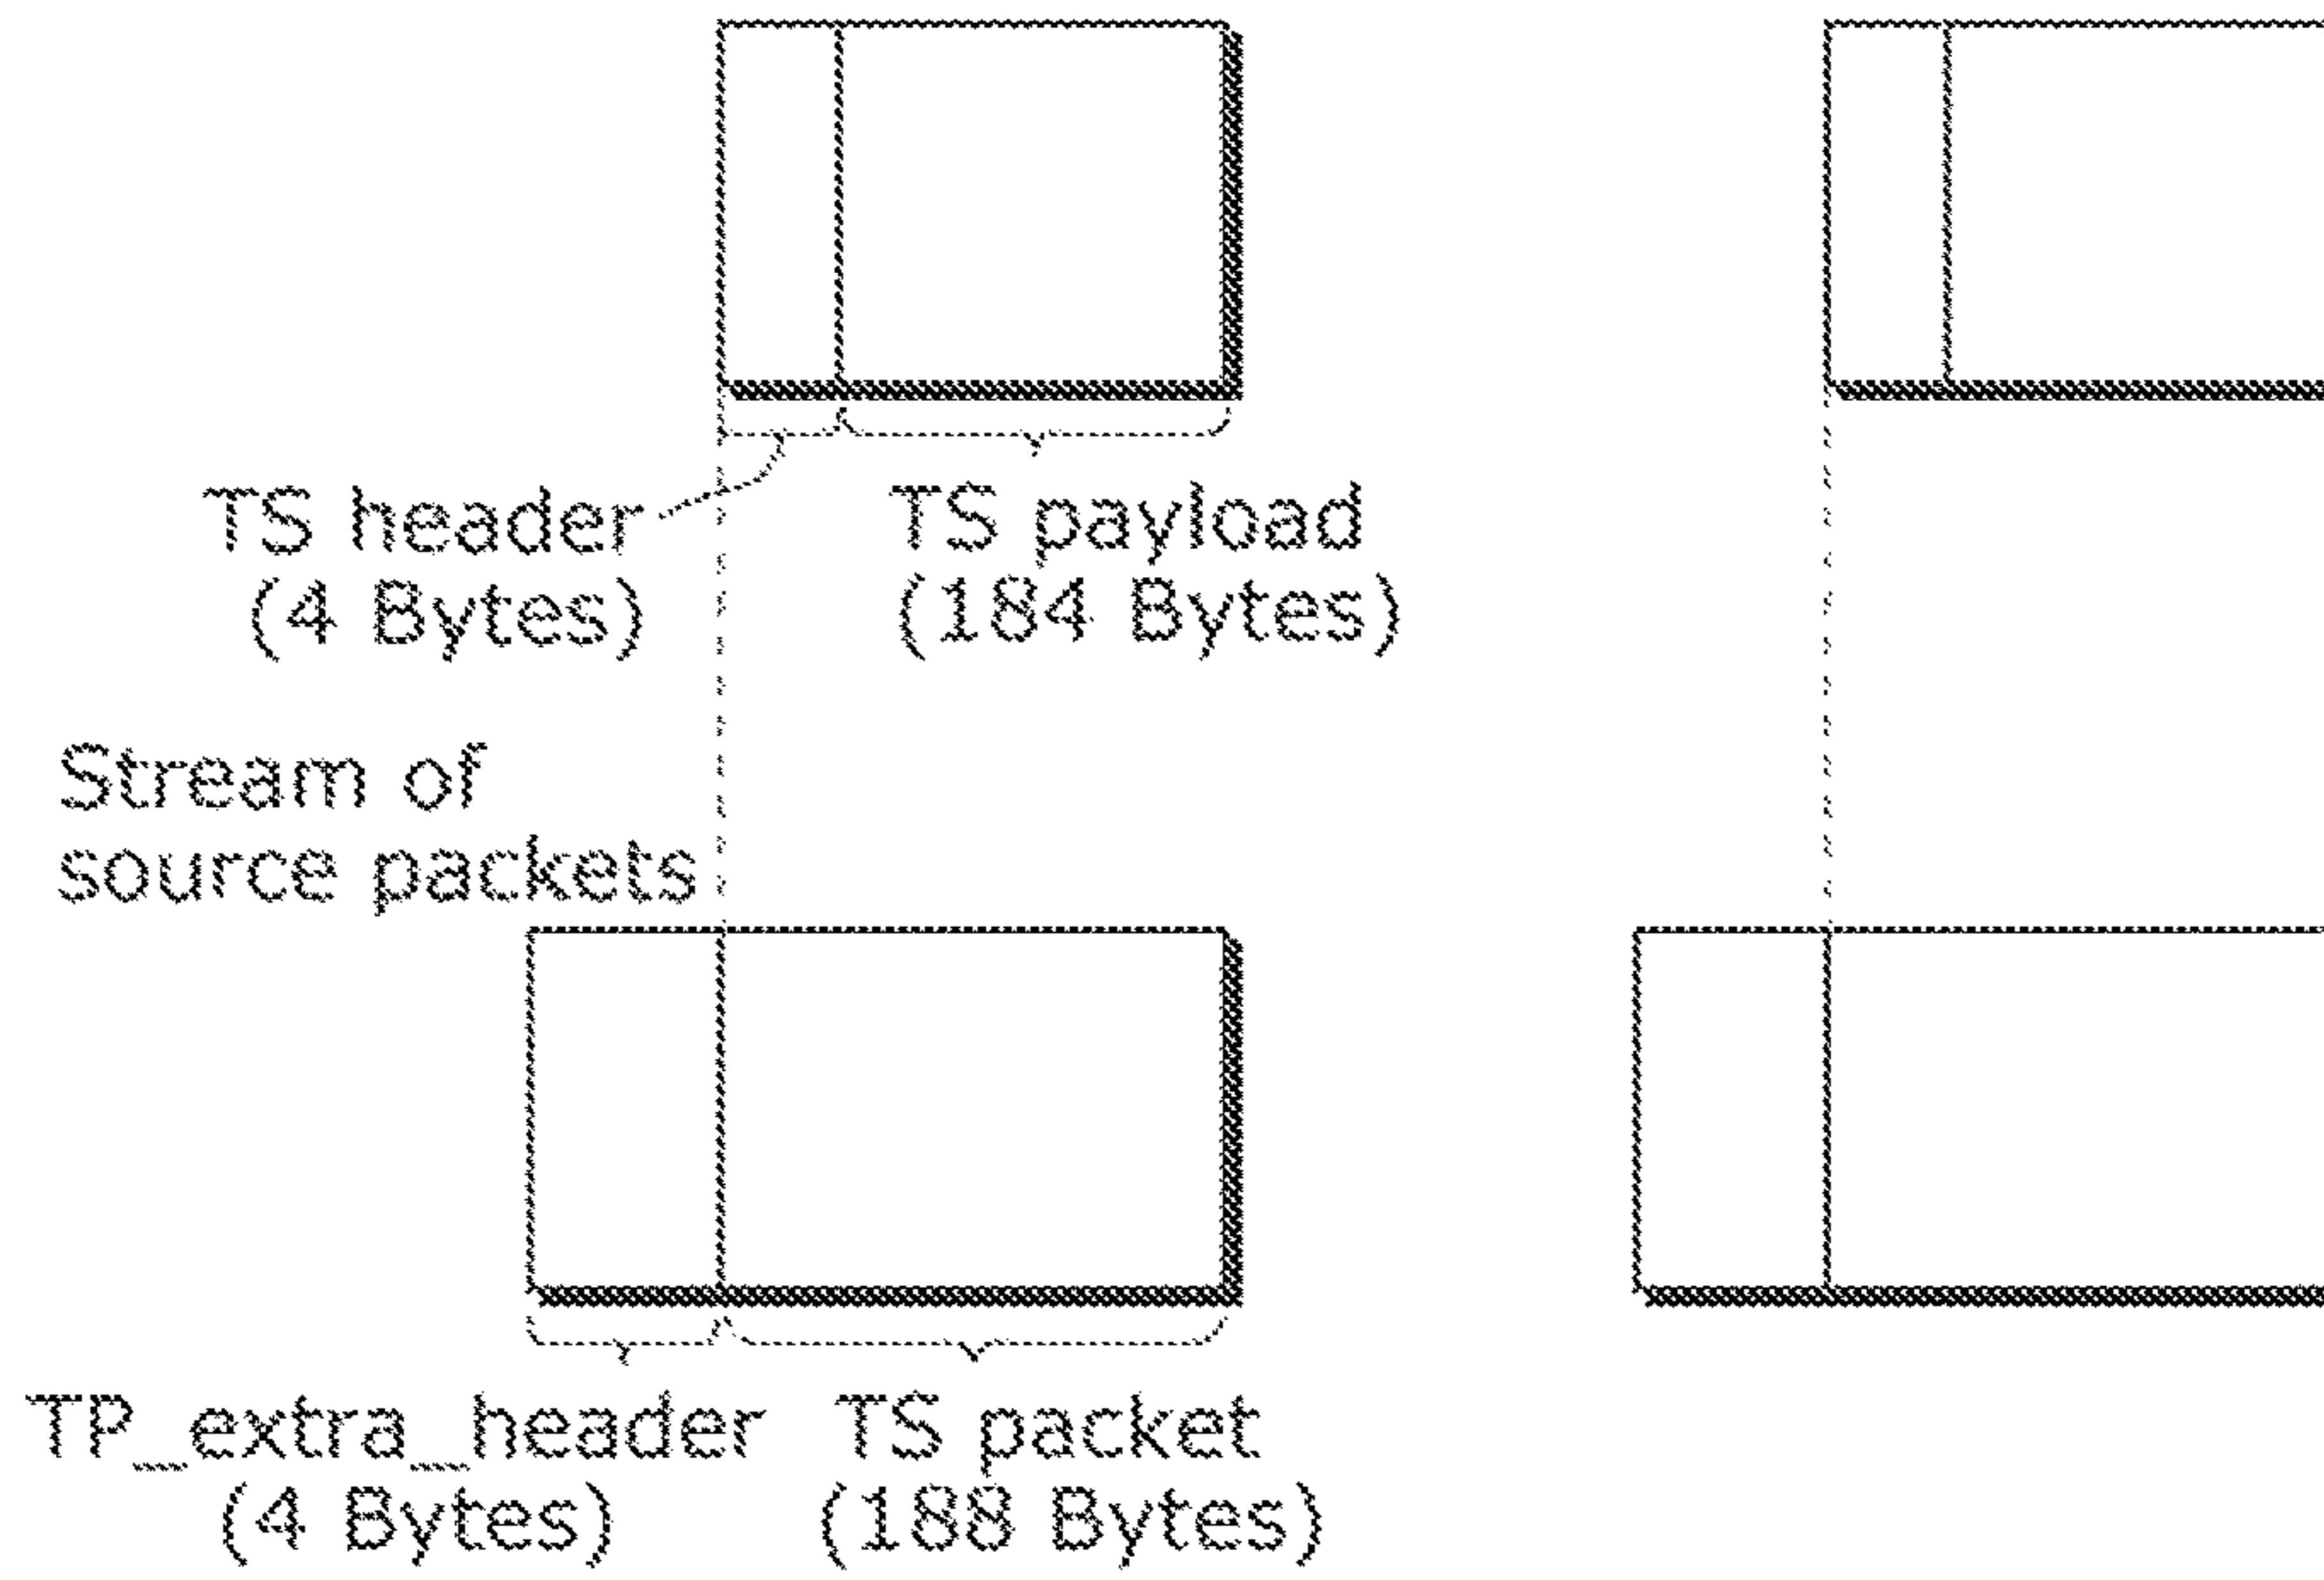 TS header
(4 Bytes)
TS payload
(184 Bytes)
Stream of
source packets
TP_extra_header
(4 Bytes)
TS packet
(188 Bytes)